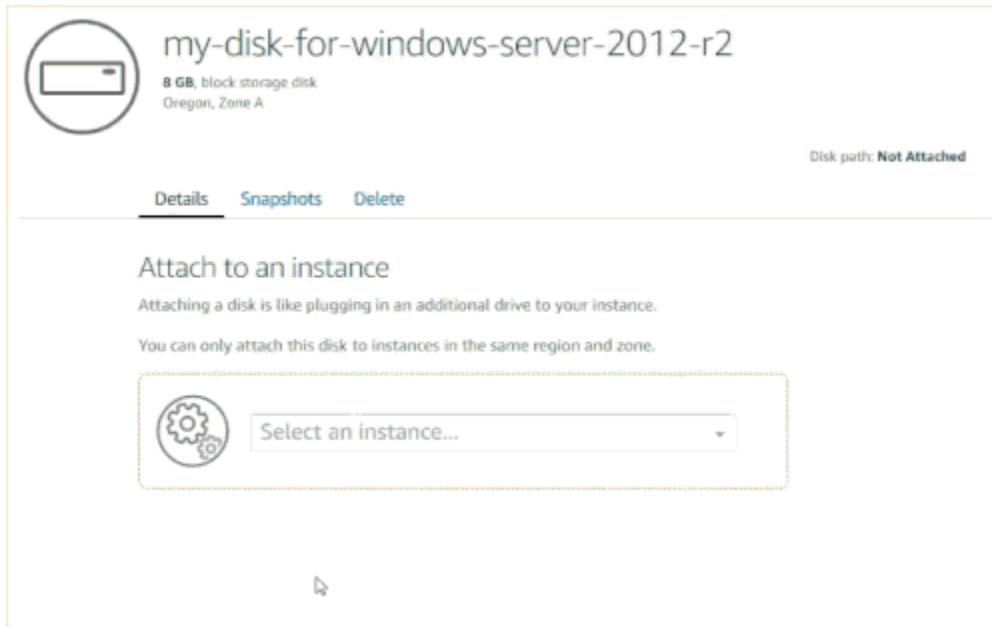 my-disk-for-windows-server-2012-r2
8 GB, block storage disk
Oregon, Zone A
Disk path: Not Attached
Details Snapshots Delete
Attach to an instance
Attaching a disk is like plugging in an additional drive to your instance.
You can only attach this disk to instances in the same region and zone.
Select an instance...